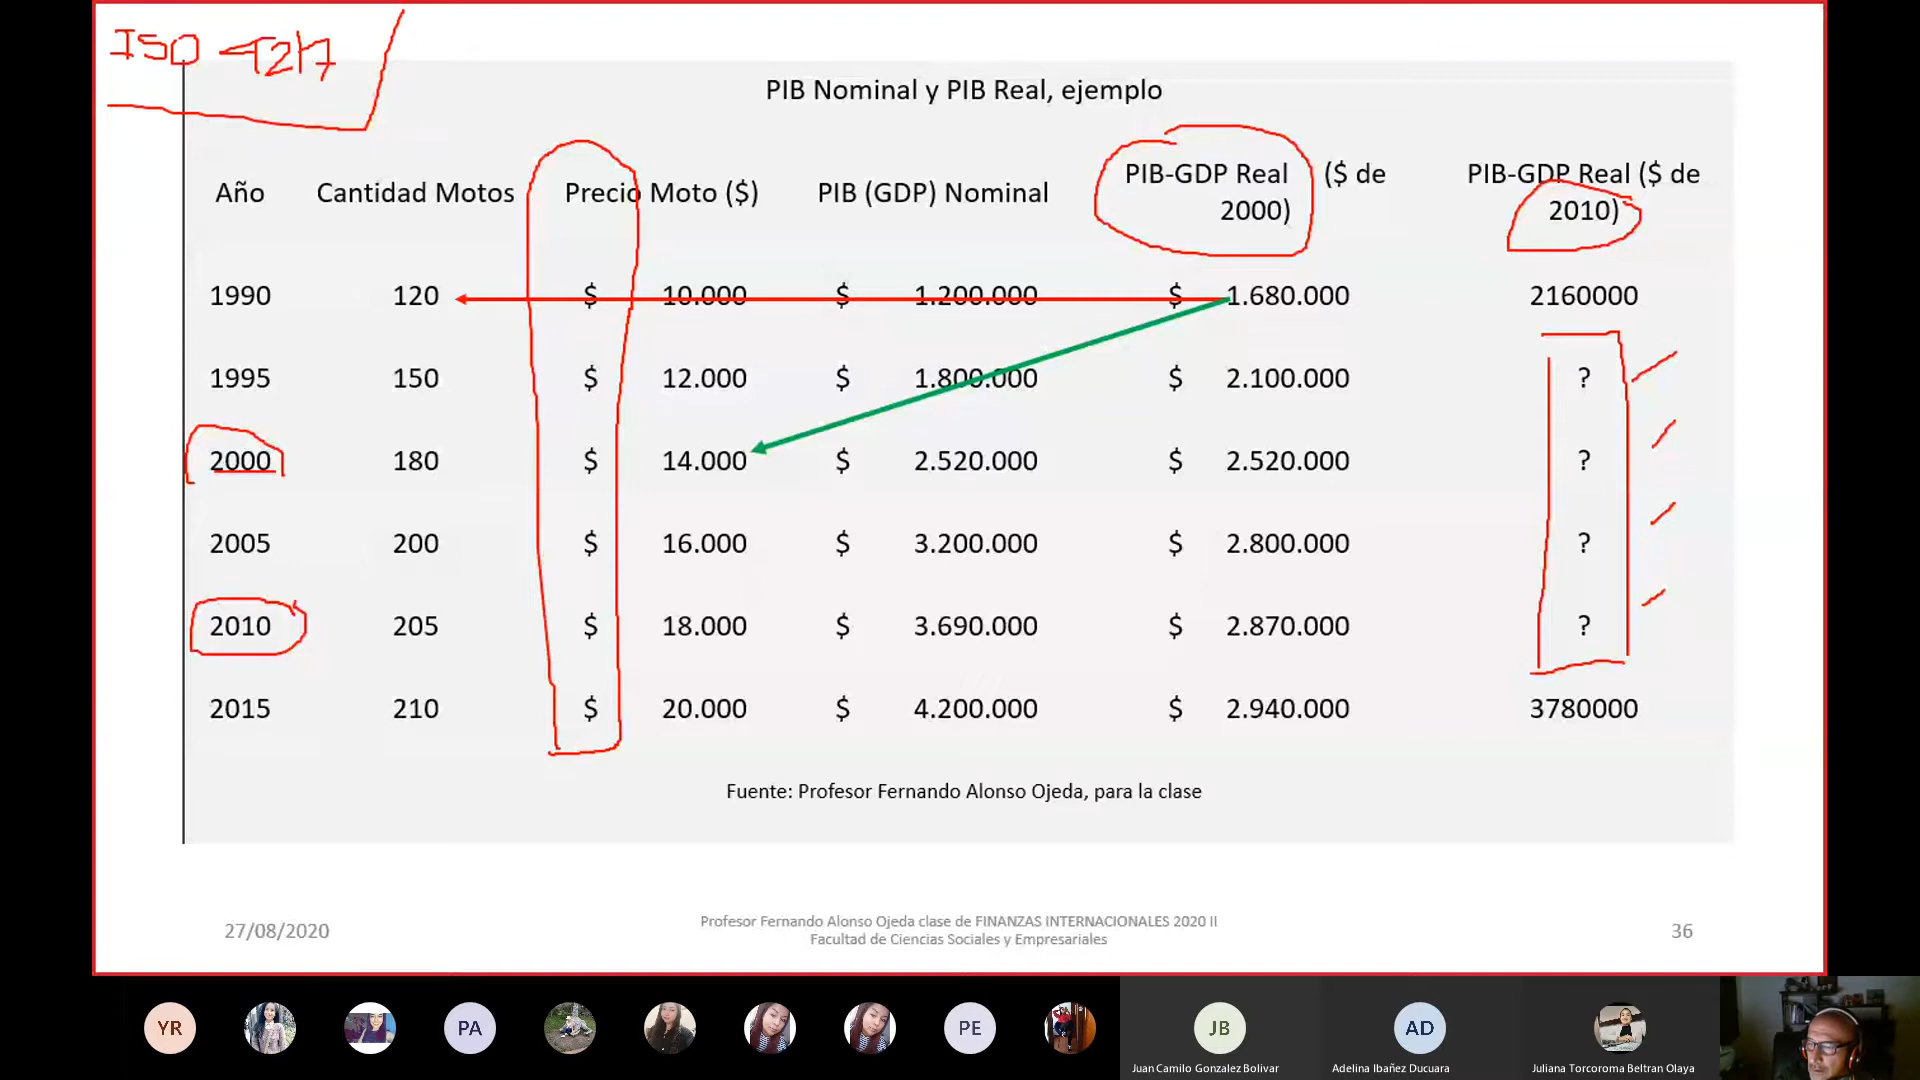 ISO 4217
PIB Nominal y PIB Real, ejemplo
Año Cantidad Motos Precio Moto ($) PIB (GDP) Nominal PIB-GDP Real ($ de 2000) PIB-GDP Real ($ de 2010)
1990 120 $ 10.000 $ 1.200.000 $ 1.680.000 2160000
1995 150 $ 12.000 $ 1.800.000 $ 2.100.000 ?
2000 180 $ 14.000 $ 2.520.000 $ 2.520.000 ?
2005 200 $ 16.000 $ 3.200.000 $ 2.800.000 ?
2010 205 $ 18.000 $ 3.690.000 $ 2.870.000 ?
2015 210 $ 20.000 $ 4.200.000 $ 2.940.000 3780000
Fuente: Profesor Fernando Alonso Ojeda, para la clase
27/08/2020
Profesor Fernando Alonso Ojeda clase de FINANZAS INTERNACIONALES 2020 II
Facultad de Ciencias Sociales y Empresariales
36
YR PA PE JB AD
Juan Camilo Gonzalez Bolivar Adelina Ibañez Ducuara Juliana Torcoroma Beltran Olaya